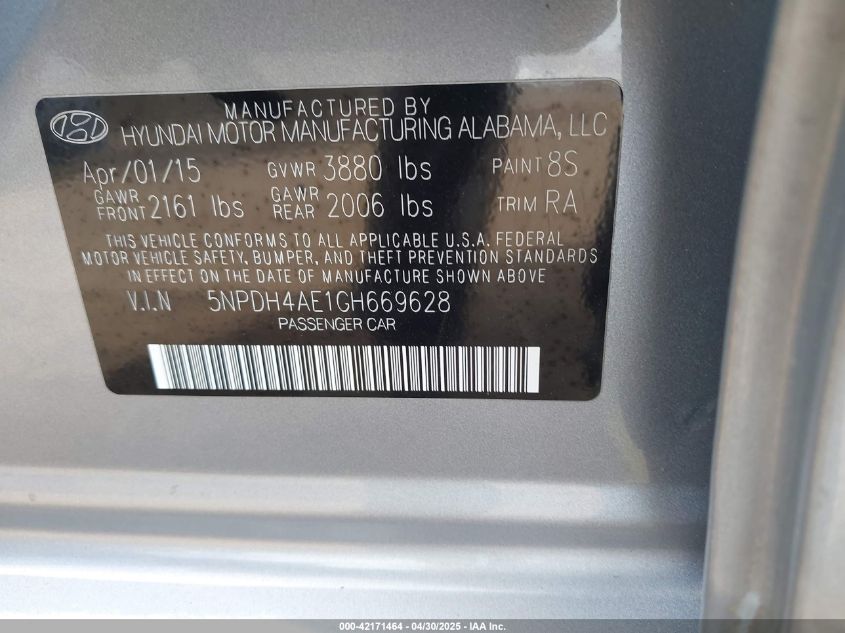 MANUFACTURED BY
HYUNDAI MOTOR MANUFACTURING ALABAMA, LLC
Apr/01/15 GVWR 3880 lbs PAINT 8S
GAWR FRONT 2161 lbs GAWR REAR 2006 lbs TRIM RA
THIS VEHICLE CONFORMS TO ALL APPLICABLE U.S.A. FEDERAL
MOTOR VEHICLE SAFETY, BUMPER, AND THEFT PREVENTION STANDARDS
IN EFFECT ON THE DATE OF MANUFACTURE SHOWN ABOVE
V.I.N 5NPDH4AE1GH669628
PASSENGER CAR
000-42171464 - 04/30/2025 - IAA Inc.